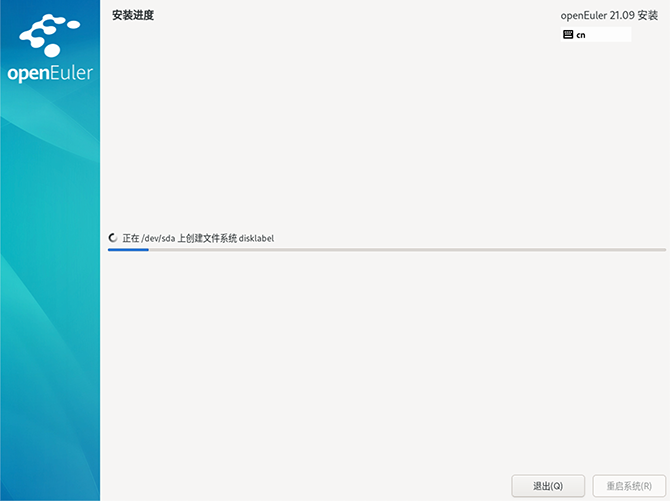 openEuler
安装进度
openEuler 21.09 安装
cn
正在 /dev/sda 上创建文件系统 disklabel
退出(Q)
重启系统(R)